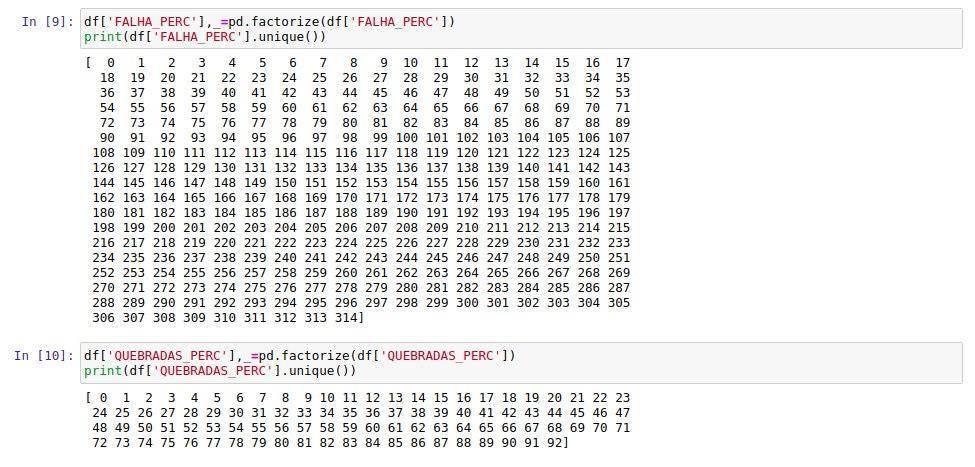 In [9]: df['FALHA_PERC'],_=pd.factorize(df['FALHA_PERC'])
print(df['FALHA_PERC'].unique())
[ 0 1 2 3 4 5 6 7 8 9 10 11 12 13 14 15 16 17
18 19 20 21 22 23 24 25 26 27 28 29 30 31 32 33 34 35
36 37 38 39 40 41 42 43 44 45 46 47 48 49 50 51 52 53
54 55 56 57 58 59 60 61 62 63 64 65 66 67 68 69 70 71
72 73 74 75 76 77 78 79 80 81 82 83 84 85 86 87 88 89
90 91 92 93 94 95 96 97 98 99 100 101 102 103 104 105 106 107
108 109 110 111 112 113 114 115 116 117 118 119 120 121 122 123 124 125
126 127 128 129 130 131 132 133 134 135 136 137 138 139 140 141 142 143
144 145 146 147 148 149 150 151 152 153 154 155 156 157 158 159 160 161
162 163 164 165 166 167 168 169 170 171 172 173 174 175 176 177 178 179
180 181 182 183 184 185 186 187 188 189 190 191 192 193 194 195 196 197
198 199 200 201 202 203 204 205 206 207 208 209 210 211 212 213 214 215
216 217 218 219 220 221 222 223 224 225 226 227 228 229 230 231 232 233
234 235 236 237 238 239 240 241 242 243 244 245 246 247 248 249 250 251
252 253 254 255 256 257 258 259 260 261 262 263 264 265 266 267 268 269
270 271 272 273 274 275 276 277 278 279 280 281 282 283 284 285 286 287
288 289 290 291 292 293 294 295 296 297 298 299 300 301 302 303 304 305
306 307 308 309 310 311 312 313 314]
In [10]: df['QUEBRADAS_PERC'],_=pd.factorize(df['QUEBRADAS_PERC'])
print(df['QUEBRADAS_PERC'].unique())
[ 0 1 2 3 4 5 6 7 8 9 10 11 12 13 14 15 16 17 18 19 20 21 22 23
24 25 26 27 28 29 30 31 32 33 34 35 36 37 38 39 40 41 42 43 44 45 46 47
48 49 50 51 52 53 54 55 56 57 58 59 60 61 62 63 64 65 66 67 68 69 70 71
72 73 74 75 76 77 78 79 80 81 82 83 84 85 86 87 88 89 90 91 92]